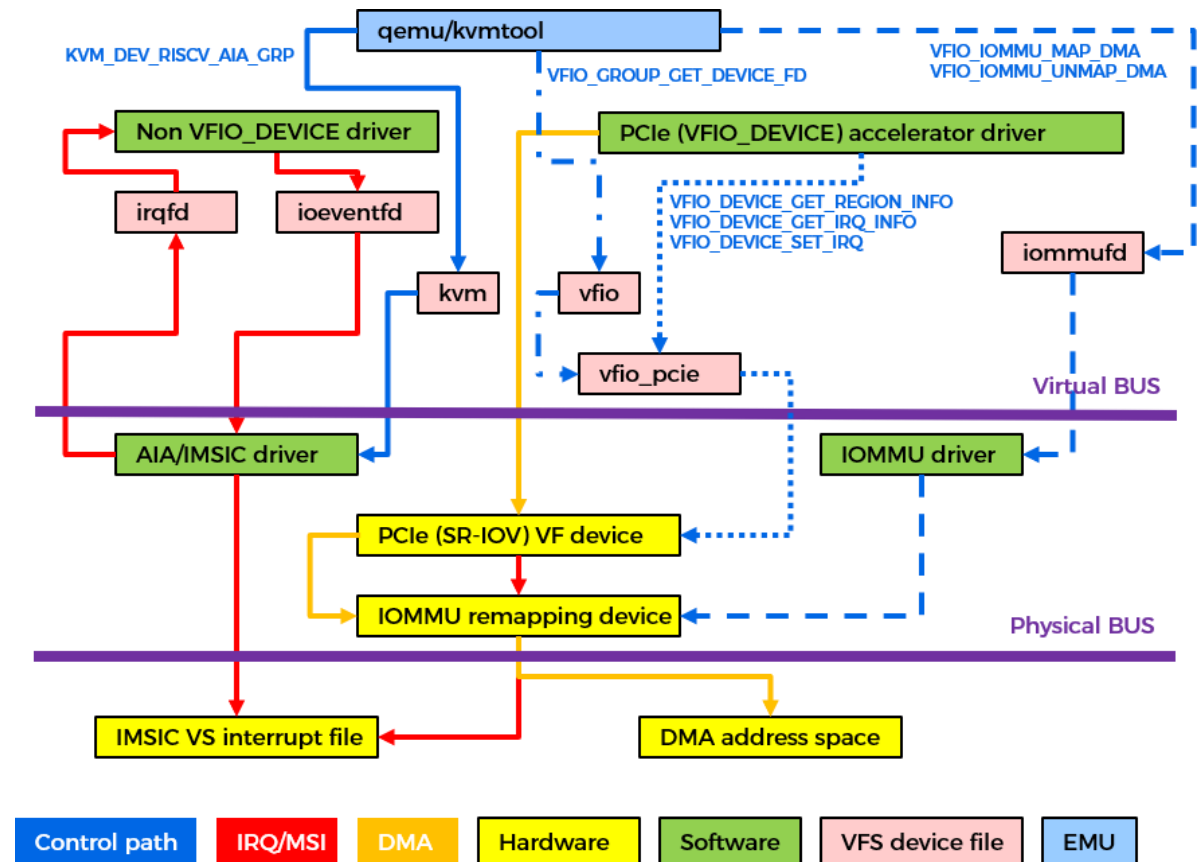 qemu/kvmtool
KVM_DEV_RISCV_AIA_GRP
VFIO_GROUP_GET_DEVICE_FD
VFIO_IOMMU_MAP_DMA
VFIO_IOMMU_UNMAP_DMA
Non VFIO_DEVICE driver
PCIe (VFIO_DEVICE) accelerator driver
irqfd
ioeventfd
VFIO_DEVICE_GET_REGION_INFO
VFIO_DEVICE_GET_IRQ_INFO
VFIO_DEVICE_SET_IRQ
iommufd
kvm
vfio
vfio_pcie
Virtual BUS
AIA/IMSIC driver
IOMMU driver
PCIe (SR-IOV) VF device
IOMMU remapping device
Physical BUS
IMSIC VS interrupt file
DMA address space
Control path
IRQ/MSI
DMA
Hardware
Software
VFS device file
EMU